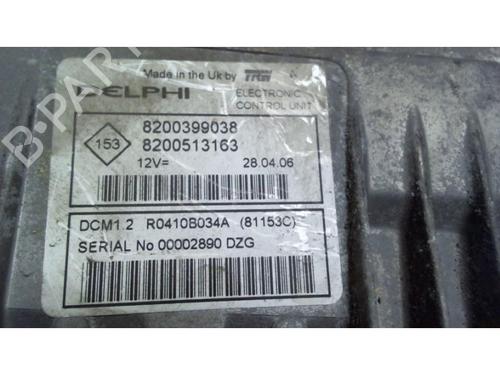 Made in the Uk by TRW
DELPHI
ELECTRONIC
CONTROL UNIT
153
8200399038
8200513163
12V=
28.04.06
DCM1.2 R0410B034A (81153C)
SERIAL No 00002890 DZG
B-PARTS